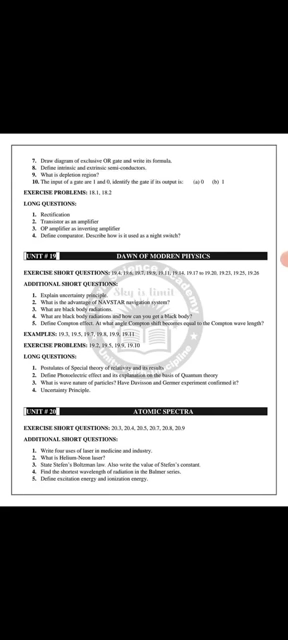 7. Draw diagram of exclusive OR gate and write its formula.
8. Define intrinsic and extrinsic semi-conductors.
9. What is depletion region?
10. The input of a gate are 1 and 0, identify the gate if its output is: (a) 0 (b) 1
EXERCISE PROBLEMS: 18.1, 18.2
LONG QUESTIONS:
1. Rectification
2. Transistor as an amplifier
3. OP amplifier as inverting amplifier
4. Define comparator. Describe how is it used as a night switch?
UNIT # 19 DAWN OF MODREN PHYSICS
EXERCISE SHORT QUESTIONS: 19.4, 19.6, 19.7, 19.9, 19.11, 19.14, 19.17 to 19.20, 19.23, 19.25, 19.26
ADDITIONAL SHORT QUESTIONS:
Sky is limit
1. Explain uncertainty principle.
2. What is the advantage of NAVSTAR navigation system?
3. What are black body radiations.
4. What are black body radiations and how can you get a black body?
5. Define Compton effect. At what angle Compton shift becomes equal to the Compton wave length?
EXAMPLES: 19.3, 19.5, 19.7, 19.8, 19.9, 19.11
EXERCISE PROBLEMS: 19.2, 19.5, 19.9, 19.10
LONG QUESTIONS:
1. Postulates of Special theory of relativity and its results
2. Define Photoelectric effect and its explanation on the basis of Quantum theory
3. What is wave nature of particles? Have Davisson and Germer experiment confirmed it?
4. Uncertainty Principle.
UNIT # 20 ATOMIC SPECTRA
EXERCISE SHORT QUESTIONS: 20.3, 20.4, 20.5, 20.7, 20.8, 20.9
ADDITIONAL SHORT QUESTIONS:
1. Write four uses of laser in medicine and industry.
2. What is Helium-Neon laser?
3. State Stefen's Boltzman law. Also write the value of Stefen's constant.
4. Find the shortest wavelength of radiation in the Balmer series.
5. Define excitation energy and ionization energy.